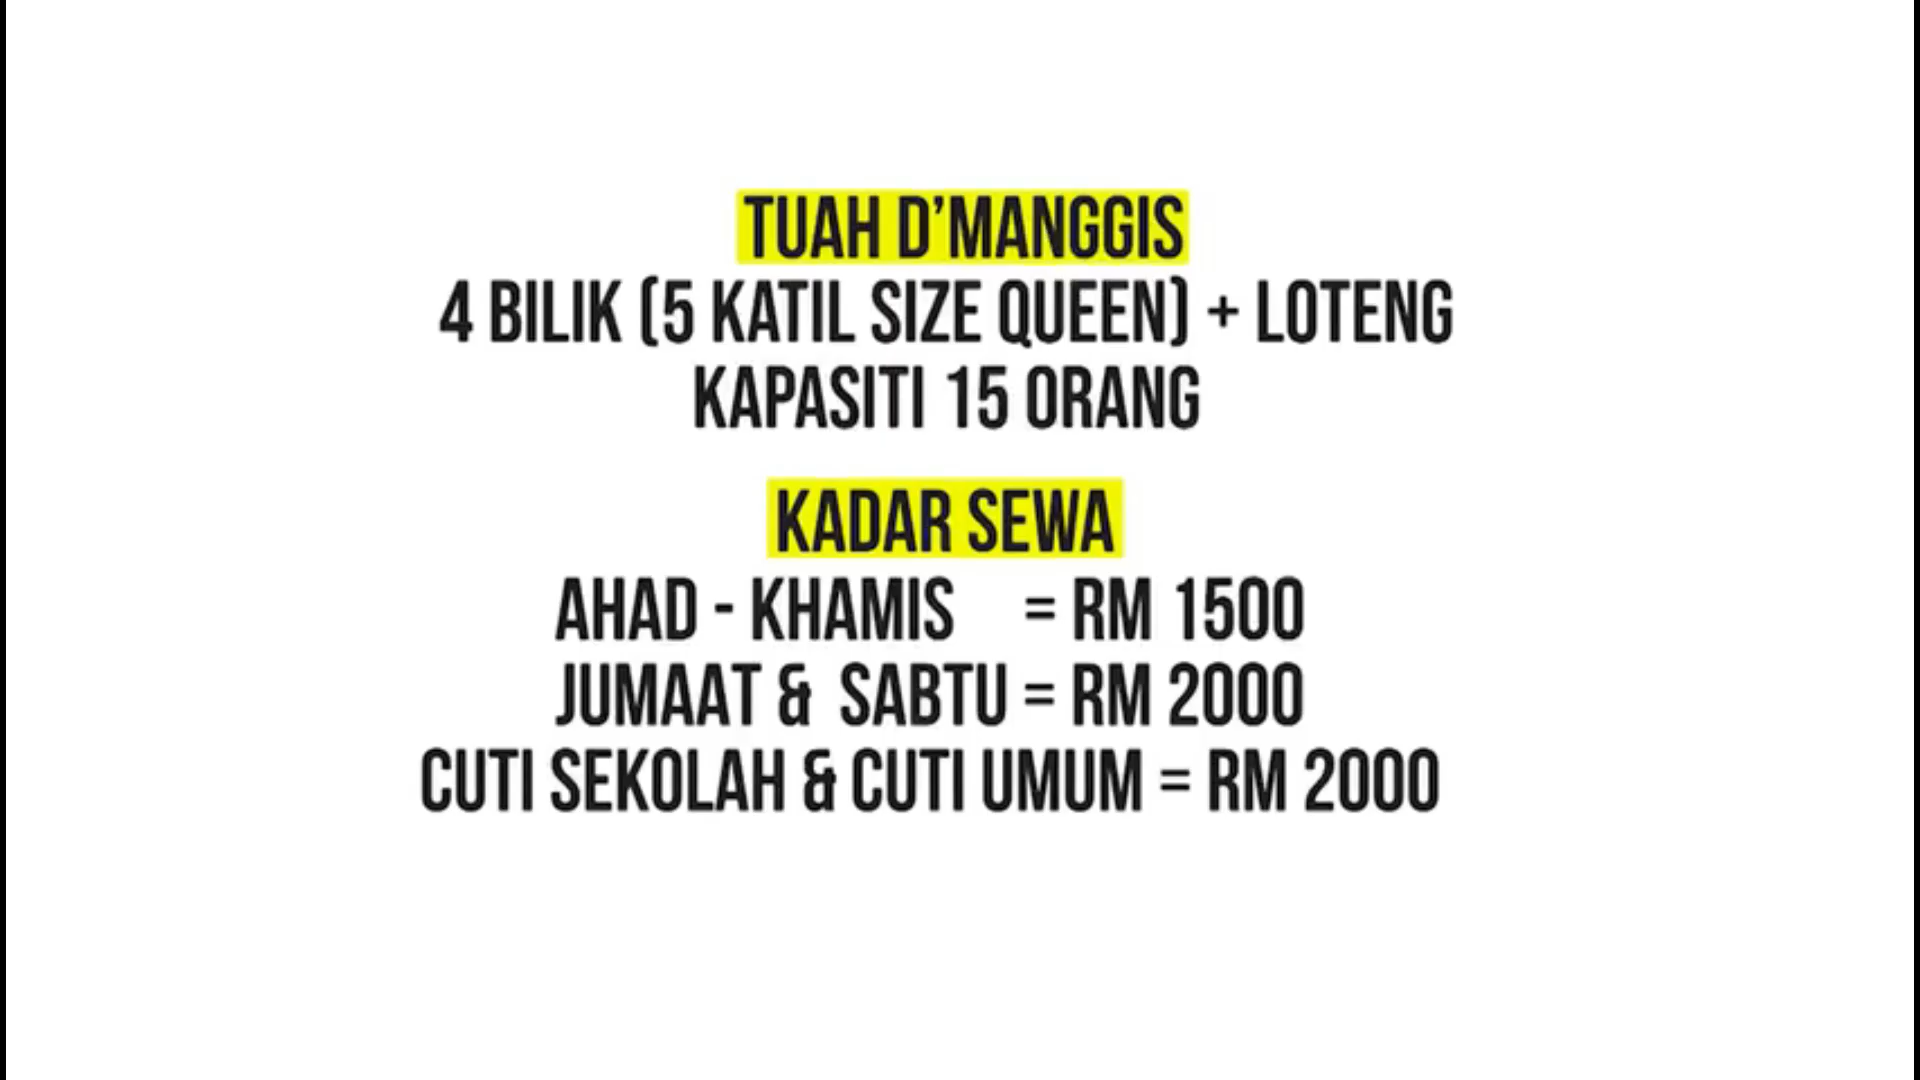 TUAH D'MANGGIS
4 BILIK (5 KATIL SIZE QUEEN) + LOTENG
KAPASITI 15 ORANG
KADAR SEWA
AHAD - KHAMIS = RM 1500
JUMAAT & SABTU = RM 2000
CUTI SEKOLAH & CUTI UMUM = RM 2000